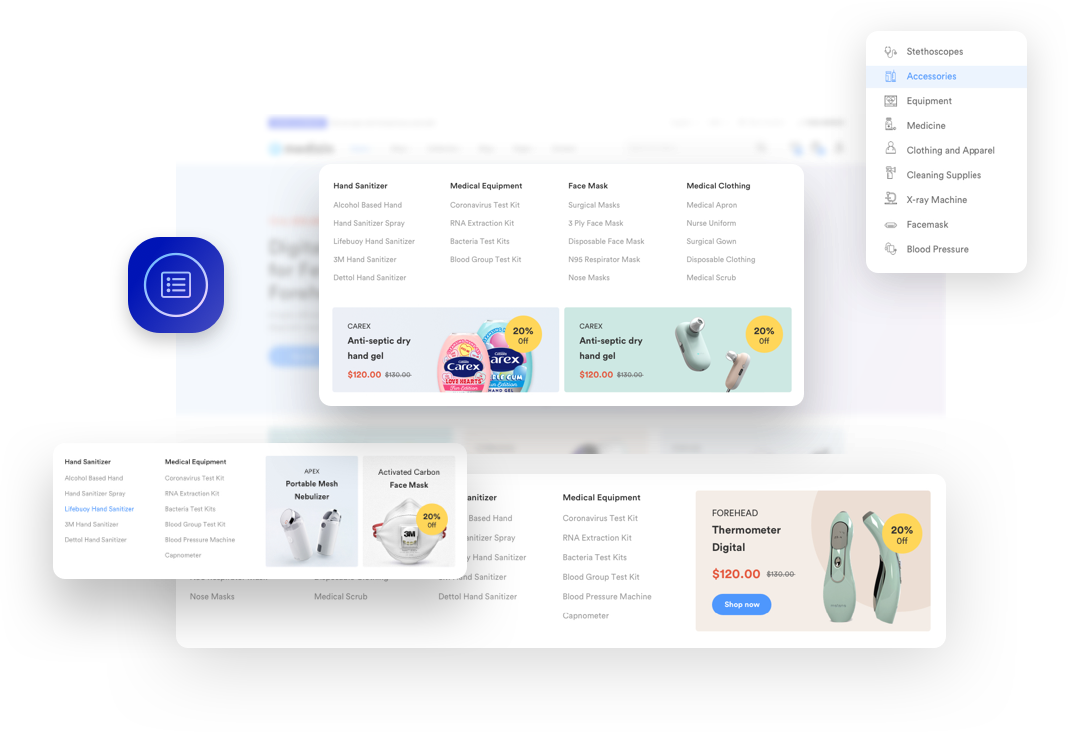 Stethoscopes
Accessories
Equipment
Medicine
Clothing and Apparel
Cleaning Supplies
X-ray Machine
Facemask
Blood Pressure
Hand Sanitizer
Alcohol Based Hand
Hand Sanitizer Spray
Lifebuoy Hand Sanitizer
3M Hand Sanitizer
Dettol Hand Sanitizer
Medical Equipment
Coronavirus Test Kit
RNA Extraction Kit
Bacteria Test Kits
Blood Group Test Kit
Face Mask
Surgical Masks
3 Ply Face Mask
Disposable Face Mask
N95 Respirator Mask
Nose Masks
Medical Clothing
Medical Apron
Nurse Uniform
Surgical Gown
Disposable Clothing
Medical Scrub
CAREX
Anti-septic dry
hand gel
$120.00 $130.00
Carex
LOVE HEARTS
20%
Off
CAREX
Anti-septic dry
hand gel
$120.00 $130.00
20%
Off
Hand Sanitizer
Alcohol Based Hand
Hand Sanitizer Spray
Lifebuoy Hand Sanitizer
3M Hand Sanitizer
Dettol Hand Sanitizer
Medical Equipment
Coronavirus Test Kit
RNA Extraction Kit
Bacteria Test Kits
Blood Group Test Kit
Blood Pressure Machine
Capnometer
APEX
Portable Mesh
Nebulizer
Activated Carbon
Face Mask
3M
20%
Off
Nose Masks
Disposable Clothing
Medical Scrub
anitizer
Based Hand
anitizer Spray
y Hand Sanitizer
nd Sanitizer
Dettol Hand Sanitizer
Medical Equipment
Coronavirus Test Kit
RNA Extraction Kit
Bacteria Test Kits
Blood Group Test Kit
Blood Pressure Machine
Capnometer
FOREHEAD
Thermometer
Digital
$120.00 $130.00
Shop now
20%
Off